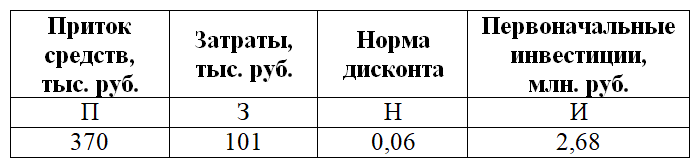 Приток Затраты, Норма Первоначальные
средств, тыс. руб. дисконта инвестиции,
тыс. руб. млн. руб.
П З Н И
370 101 0,06 2,68